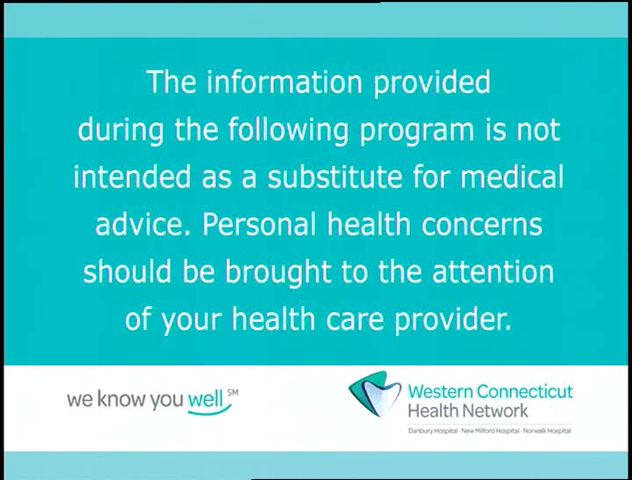 The information provided
during the following program is not
intended as a substitute for medical
advice. Personal health concerns
should be brought to the attention
of your health care provider.
we know you well SM
Western Connecticut
Health Network
Danbury Hospital · New Milford Hospital · Norwalk Hospital